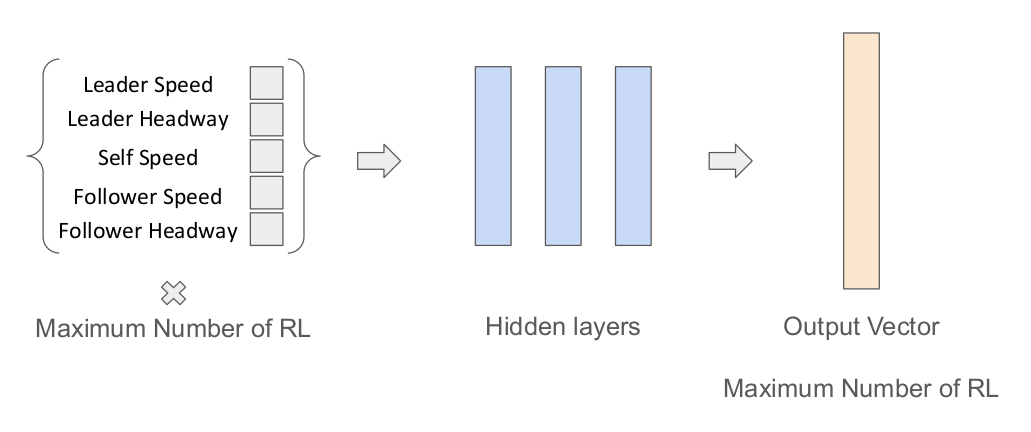 Leader Speed
Leader Headway
Self Speed
Follower Speed
Follower Headway
Maximum Number of RL
Hidden layers
Output Vector
Maximum Number of RL